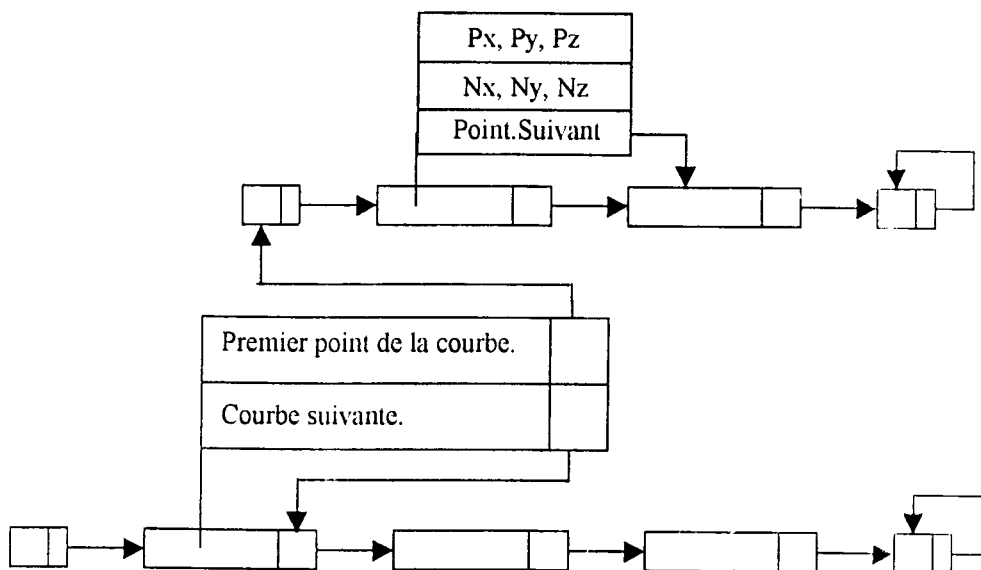 Px, Py, Pz
Nx, Ny, Nz
Point.Suivant
Premier point de la courbe.
Courbe suivante.